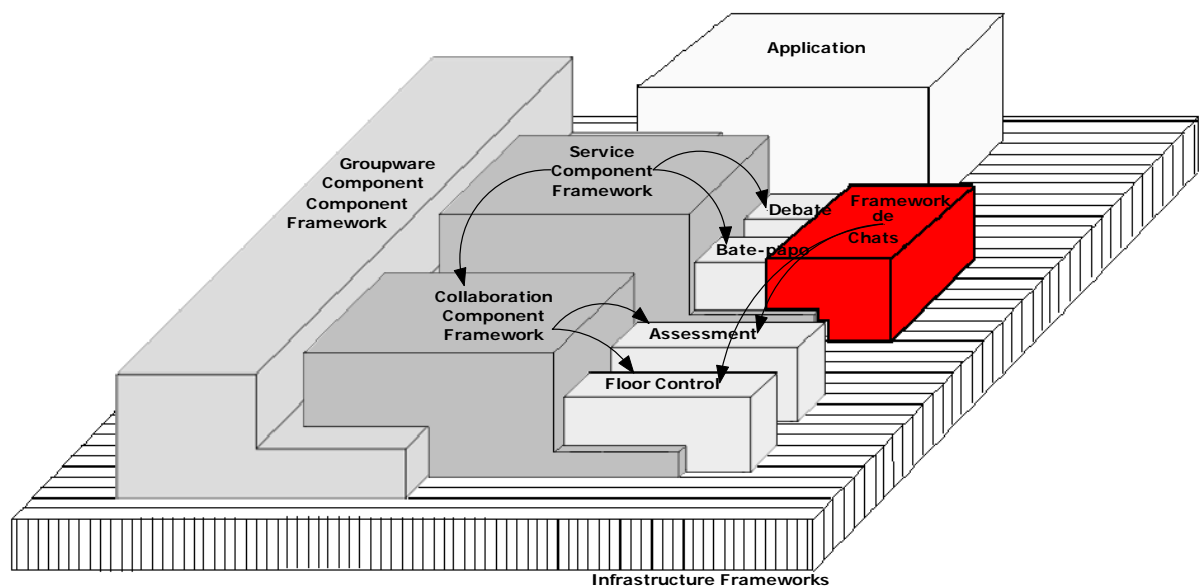 Application
Groupware
Component
Component
Framework
Service
Component
Framework
Debate
Framework
de
Chats
Bate-papo
Collaboration
Component
Framework
Assessment
Floor Control
Infrastructure Frameworks